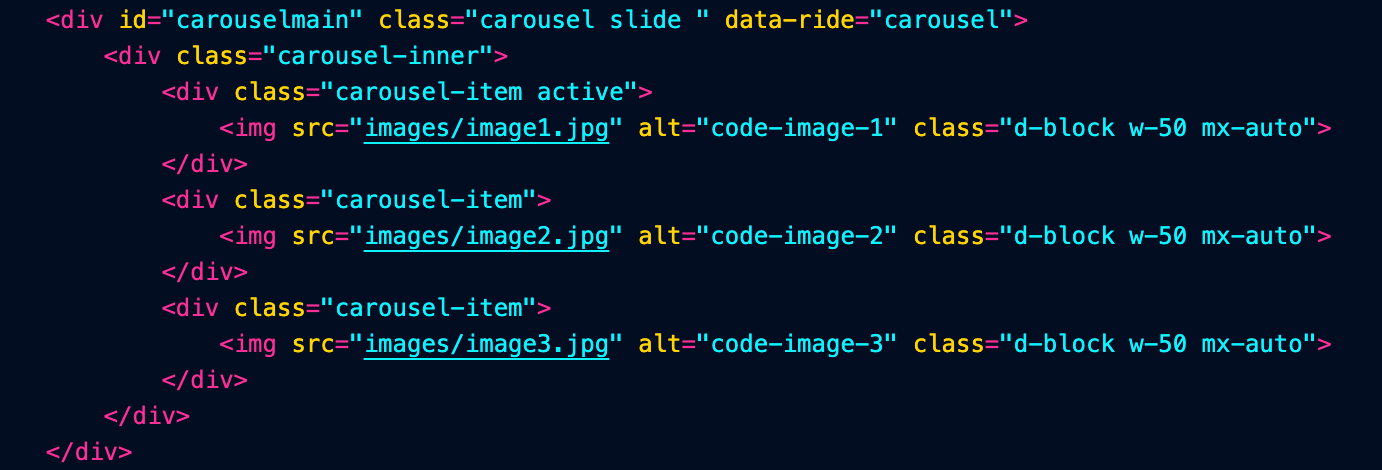 <div id="carouselmain" class="carousel slide " data-ride="carousel">
<div class="carousel-inner">
<div class="carousel-item active">
<img src="images/image1.jpg" alt="code-image-1" class="d-block w-50 mx-auto">
</div>
<div class="carousel-item">
<img src="images/image2.jpg" alt="code-image-2" class="d-block w-50 mx-auto">
</div>
<div class="carousel-item">
<img src="images/image3.jpg" alt="code-image-3" class="d-block w-50 mx-auto">
</div>
</div>
</div>